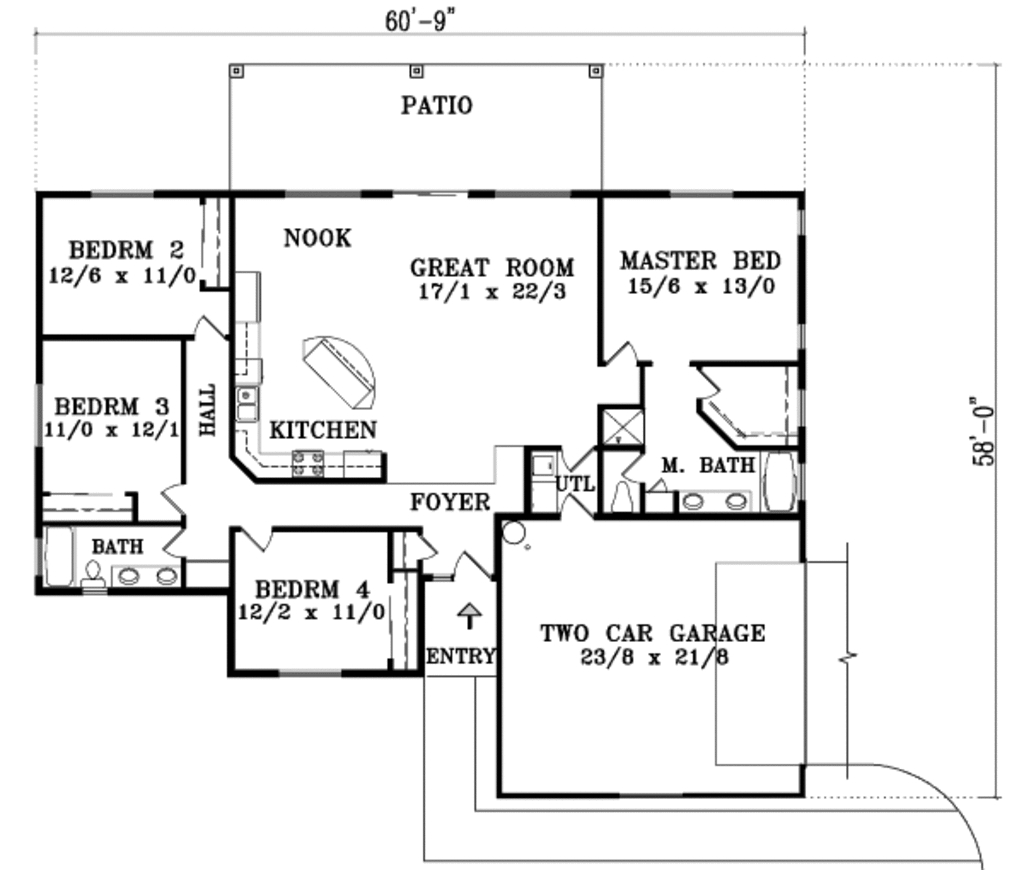 60'-9"
PATIO
NOOK
BEDRM 2
12/6 x 11/0
GREAT ROOM
17/1 x 22/3
MASTER BED
15/6 x 13/0
BEDRM 3
11/0 x 12/1
HALL
KITCHEN
58'-0"
M. BATH
UTL
FOYER
BATH
BEDRM 4
12/2 x 11/0
TWO CAR GARAGE
23/8 x 21/8
ENTRY